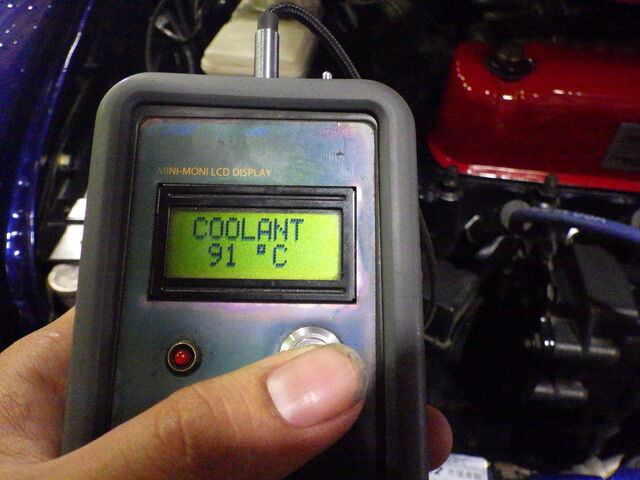 MINI-MONI LCD DISPLAY
COOLANT
91 °C